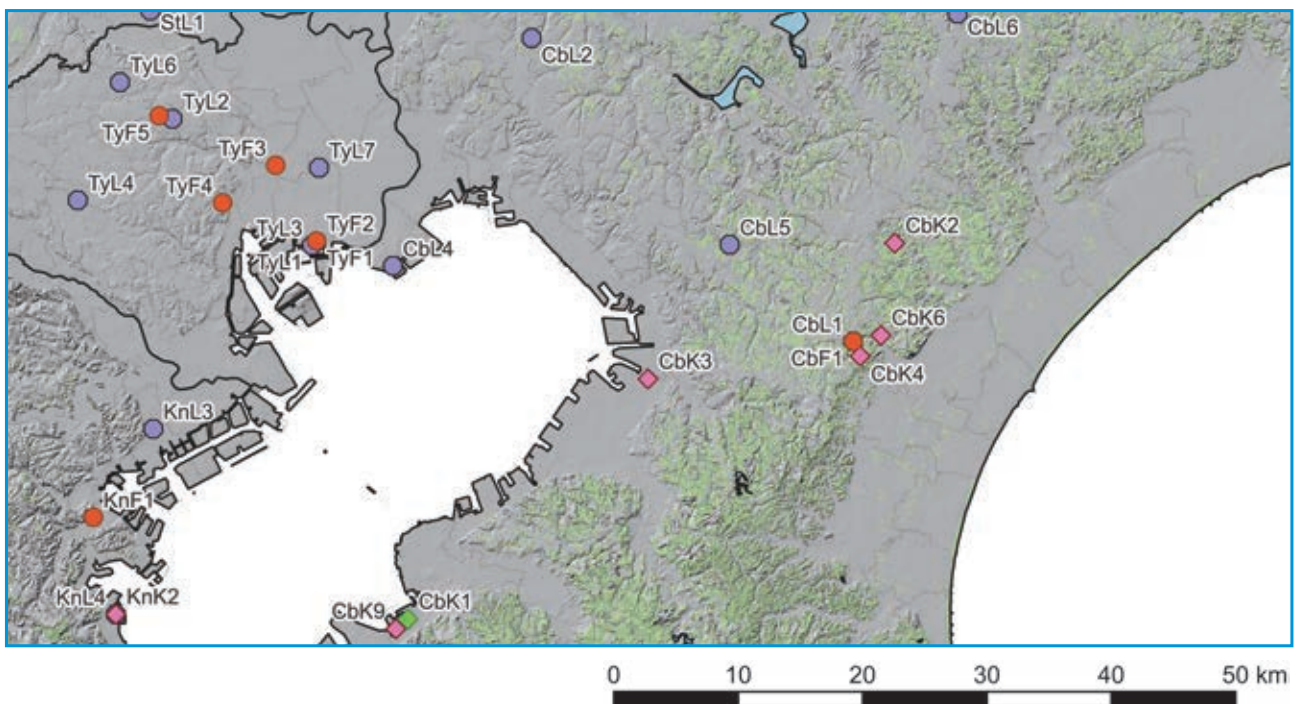 StL1
CbL6
CbL2
TyL6
TyL2
TyF5
TyF3
TyL7
TyL4
TyF4
TyL3
TyF2
TyL1
TyF1
CbL4
CbL5
CbK2
CbL1
CbK6
CbF1
CbK4
CbK3
KnL3
KnF1
KnL4
KnK2
CbK9
CbK1
0 10 20 30 40 50 km